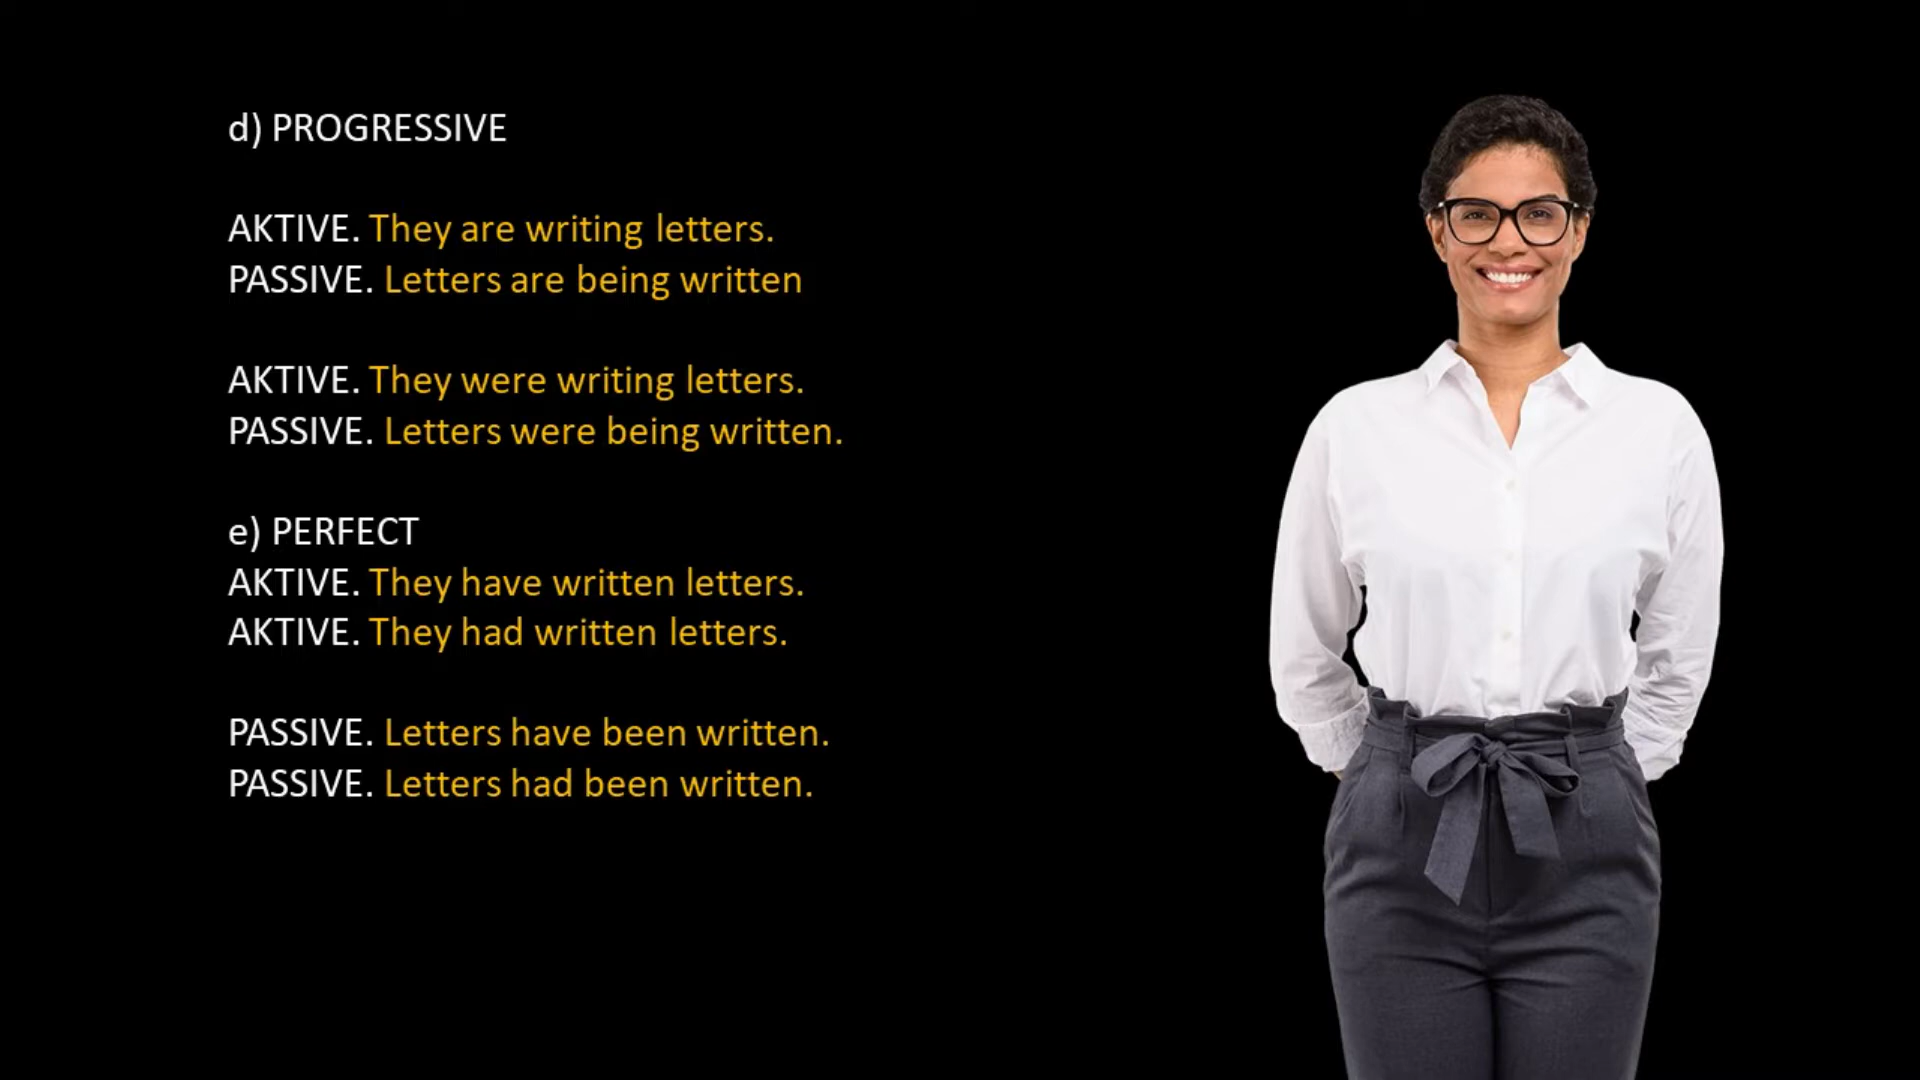 d) PROGRESSIVE
AKTIVE. They are writing letters.
PASSIVE. Letters are being written
AKTIVE. They were writing letters.
PASSIVE. Letters were being written.
e) PERFECT
AKTIVE. They have written letters.
AKTIVE. They had written letters.
PASSIVE. Letters have been written.
PASSIVE. Letters had been written.